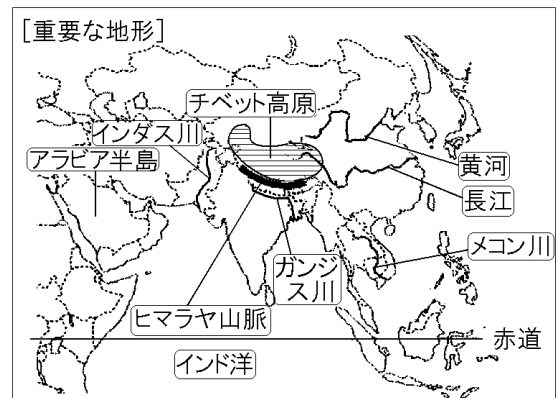 [重要な地形]
チベット高原
インダス川
アラビア半島
黄河
長江
メコン川
ガンジ
ス川
ヒマラヤ山脈
赤道
インド洋